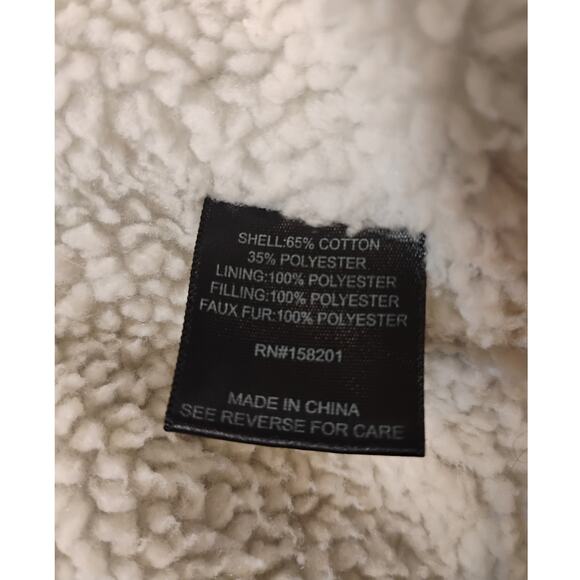 SHELL:65% COTTON
35% POLYESTER
LINING:100% POLYESTER
FILLING:100% POLYESTER
FAUX FUR:100% POLYESTER
RN#158201
MADE IN CHINA
SEE REVERSE FOR CARE